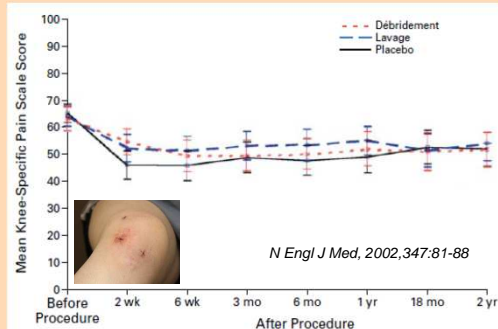 Mean Knee-Specific Pain Scale Score
100
90
80
70
60
50
40
30
20
10
0
Débridement
Lavage
Placebo
N Engl J Med, 2002,347:81-88
Before
Procedure
2 wk
6 wk
3 mo
6 mo
1 yr
18 mo
2 yr
After Procedure